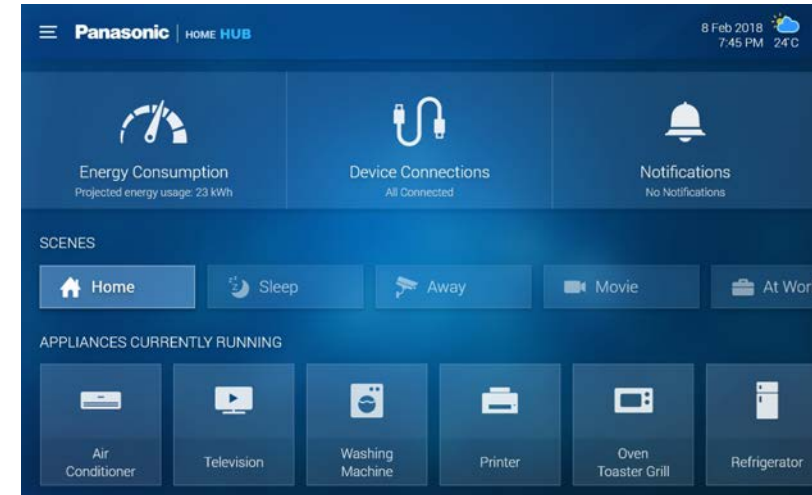 Panasonic | HOME HUB
8 Feb 2018
7:45 PM 24°C
Energy Consumption
Projected energy usage: 23 kWh
Device Connections
All Connected
Notifications
No Notifications
SCENES
Home
Sleep
Away
Movie
At Wor
APPLIANCES CURRENTLY RUNNING
Air
Conditioner
Television
Washing
Machine
Printer
Oven
Toaster Grill
Refrigerator